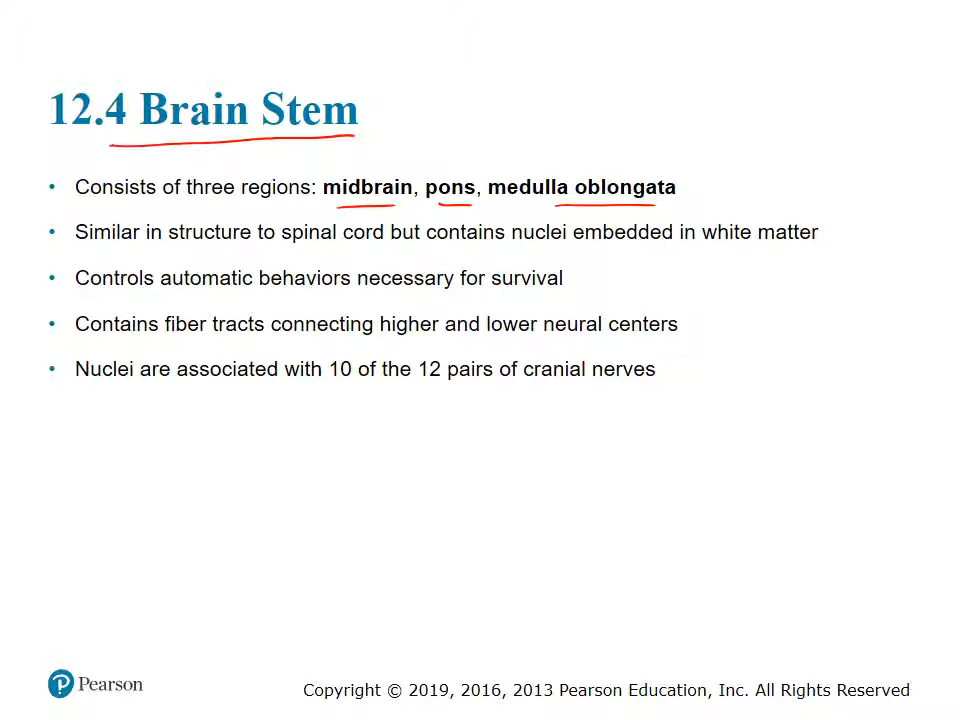 12.4 Brain Stem
• Consists of three regions: midbrain, pons, medulla oblongata
• Similar in structure to spinal cord but contains nuclei embedded in white matter
• Controls automatic behaviors necessary for survival
• Contains fiber tracts connecting higher and lower neural centers
• Nuclei are associated with 10 of the 12 pairs of cranial nerves
P Pearson
Copyright © 2019, 2016, 2013 Pearson Education, Inc. All Rights Reserved